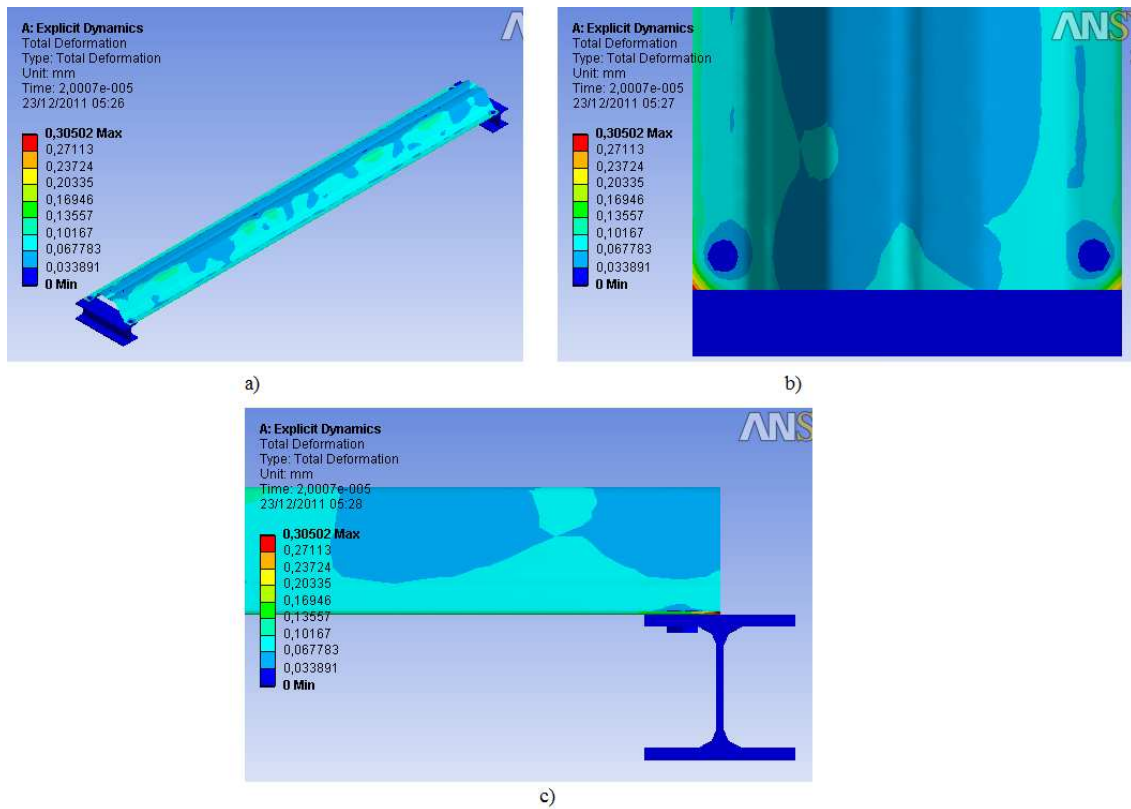 A: Explicit Dynamics
Total Deformation
Type: Total Deformation
Unit: mm
Time: 2,0007e-005
23/12/2011 05:26
0,30502 Max
0,27113
0,23724
0,20335
0,16946
0,13557
0,10167
0,067783
0,033891
0 Min
A
a)
A: Explicit Dynamics
Total Deformation
Type: Total Deformation
Unit: mm
Time: 2,0007e-005
23/12/2011 05:27
0,30502 Max
0,27113
0,23724
0,20335
0,16946
0,13557
0,10167
0,067783
0,033891
0 Min
ANS
b)
A: Explicit Dynamics
Total Deformation
Type: Total Deformation
Unit: mm
Time: 2,0007e-005
23/12/2011 05:28
0,30502 Max
0,27113
0,23724
0,20335
0,16946
0,13557
0,10167
0,067783
0,033891
0 Min
ANS
c)